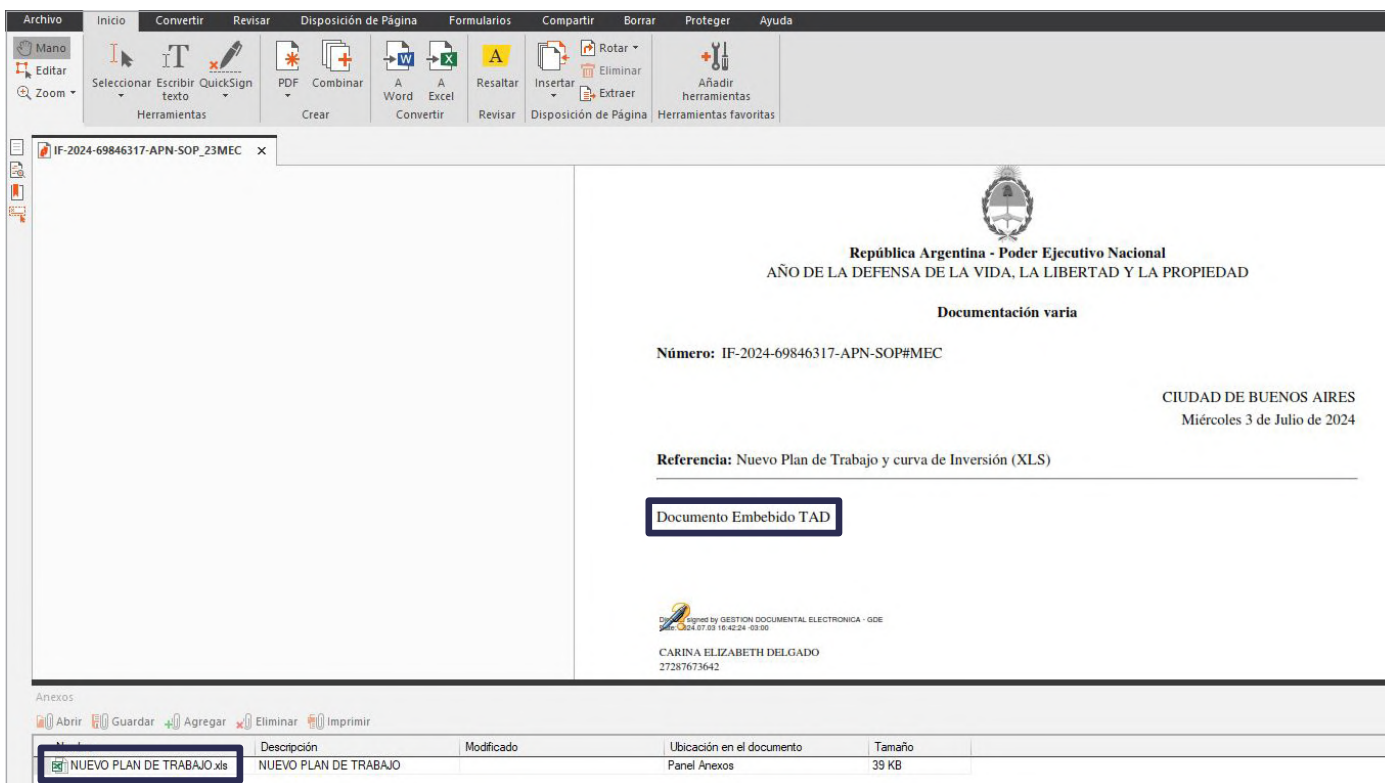 Archivo Inicio Convertir Revisar Disposición de Página Formularios Compartir Borrar Proteger Ayuda
Mano
Editar
Zoom
Seleccionar
Escribir texto
QuickSign
Herramientas
PDF
Combinar
Crear
A Word
A Excel
Convertir
Resaltar
Revisar
Insertar
Rotar
Eliminar
Extraer
Disposición de Página
Añadir herramientas
Herramientas favoritas
IF-2024-69846317-APN-SOP_23MEC
República Argentina - Poder Ejecutivo Nacional
AÑO DE LA DEFENSA DE LA VIDA, LA LIBERTAD Y LA PROPIEDAD
Documentación varia
Número: IF-2024-69846317-APN-SOP#MEC
CIUDAD DE BUENOS AIRES
Miércoles 3 de Julio de 2024
Referencia: Nuevo Plan de Trabajo y curva de Inversión (XLS)
Documento Embebido TAD
signed by GESTION DOCUMENTAL ELECTRONICA - GDE
16:42:24 -03:00
CARINA ELIZABETH DELGADO
27287673642
Anexos
Abrir Guardar Agregar Eliminar Imprimir
Descripción Modificado Ubicación en el documento Tamaño
NUEVO PLAN DE TRABAJO.xls NUEVO PLAN DE TRABAJO Panel Anexos 39 KB